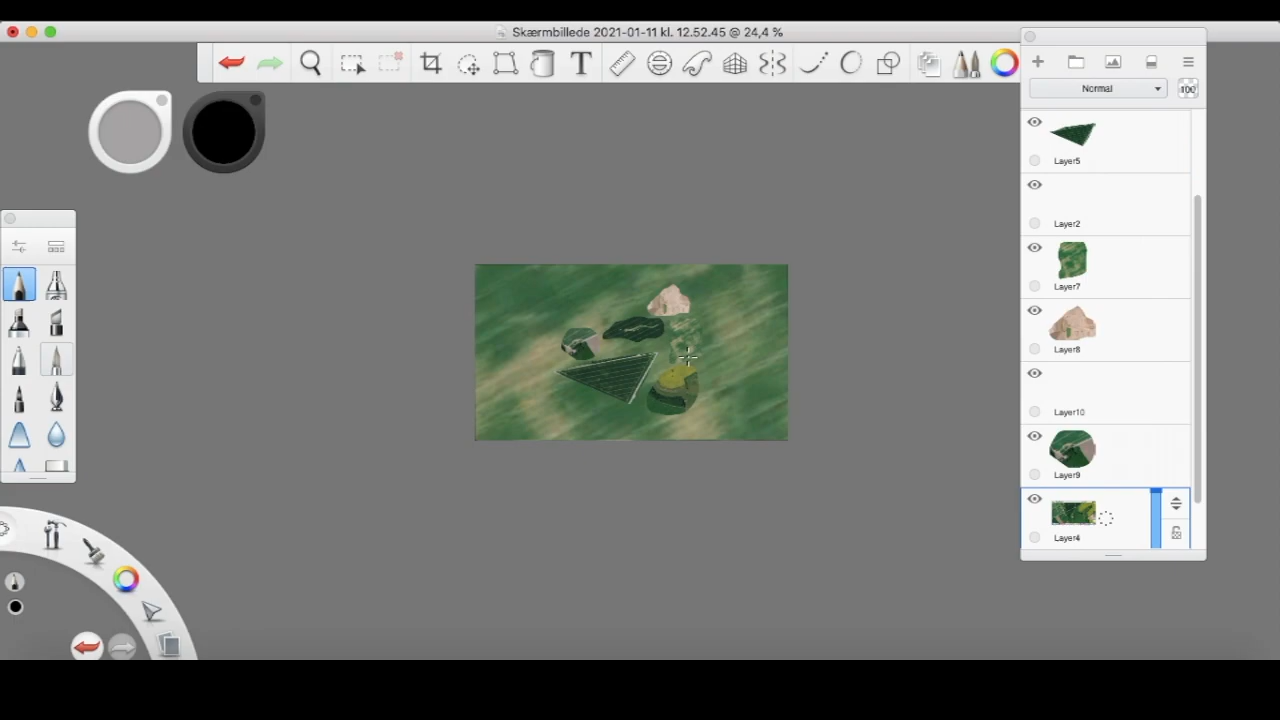 Skærmbillede 2021-01-11 kl. 12.52.45 @ 24,4 %
T
Normal
100
Layer5
Layer2
Layer7
Layer8
Layer10
Layer9
Layer4